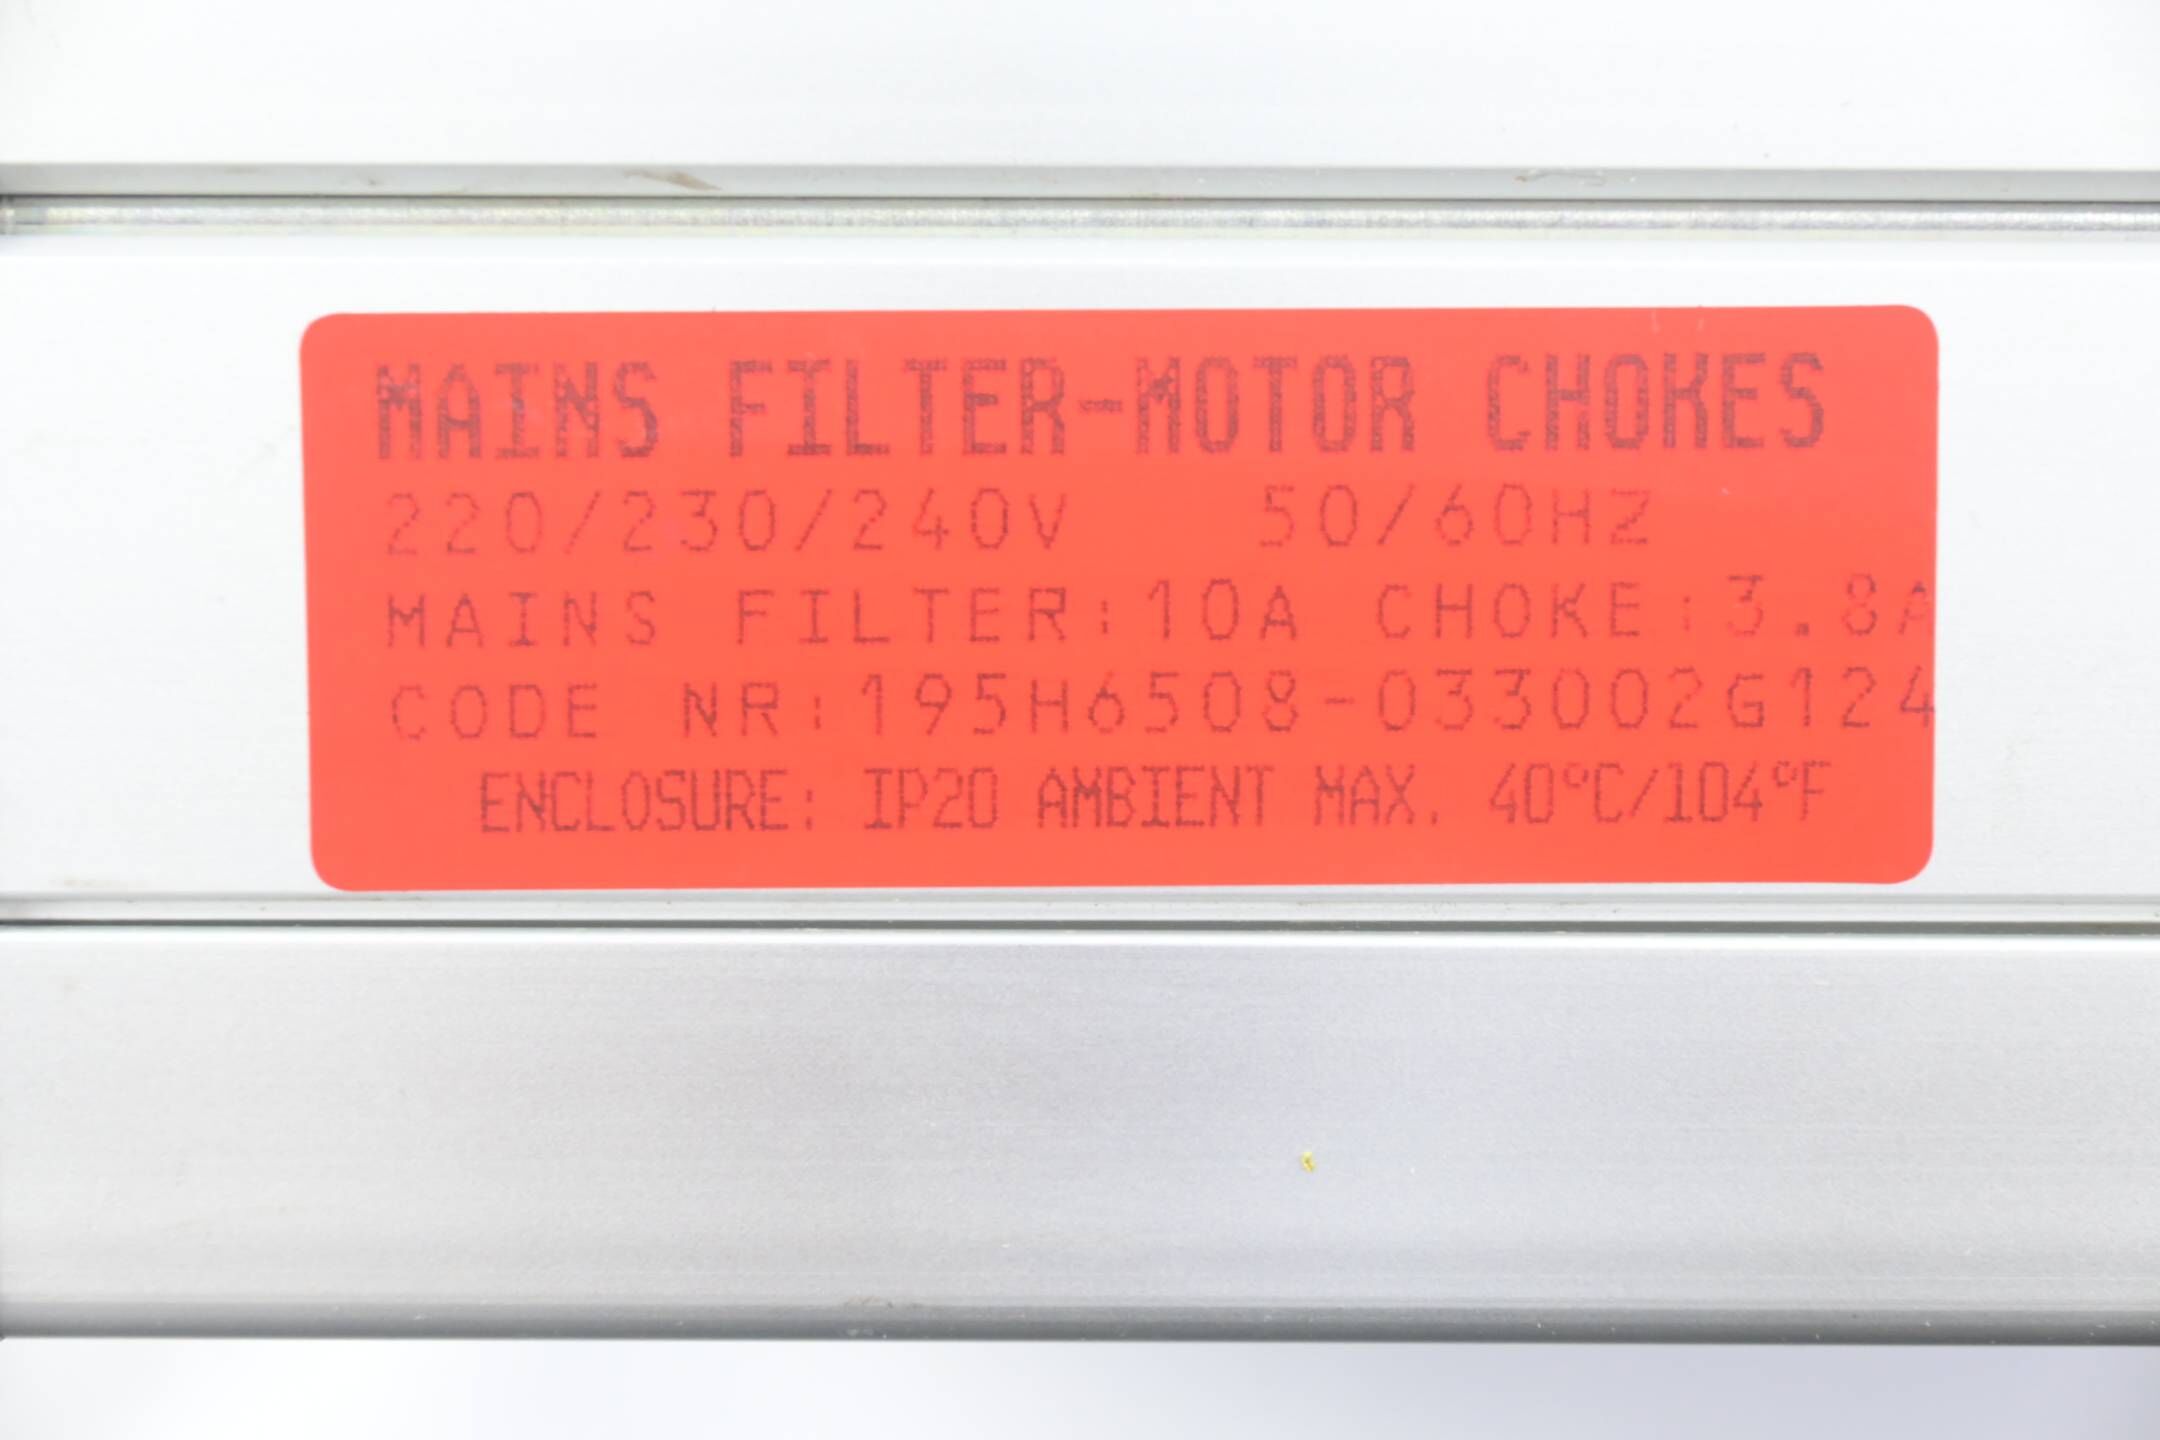 MAINS FILTER-MOTOR CHOKES
220/230/240V 50/60HZ
MAINS FILTER:10A CHOKE:3.8A
CODE NR:195H6508-033002G124
ENCLOSURE: IP20 AMBIENT MAX. 40°C/104°F